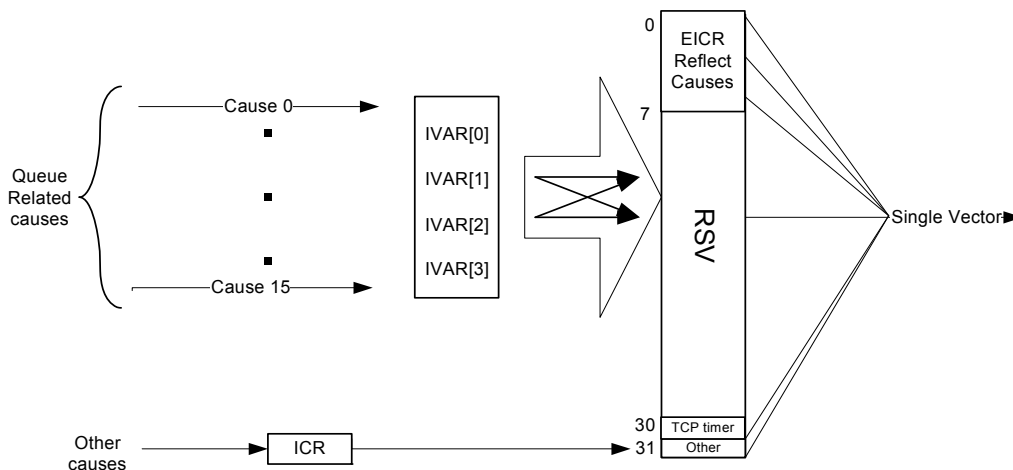 Queue
Related
causes
Cause 0
Cause 15
IVAR[0]
IVAR[1]
IVAR[2]
IVAR[3]
0
7
30
31
EICR
Reflect
Causes
RSV
TCP timer
Other
Single Vector
Other
causes
ICR